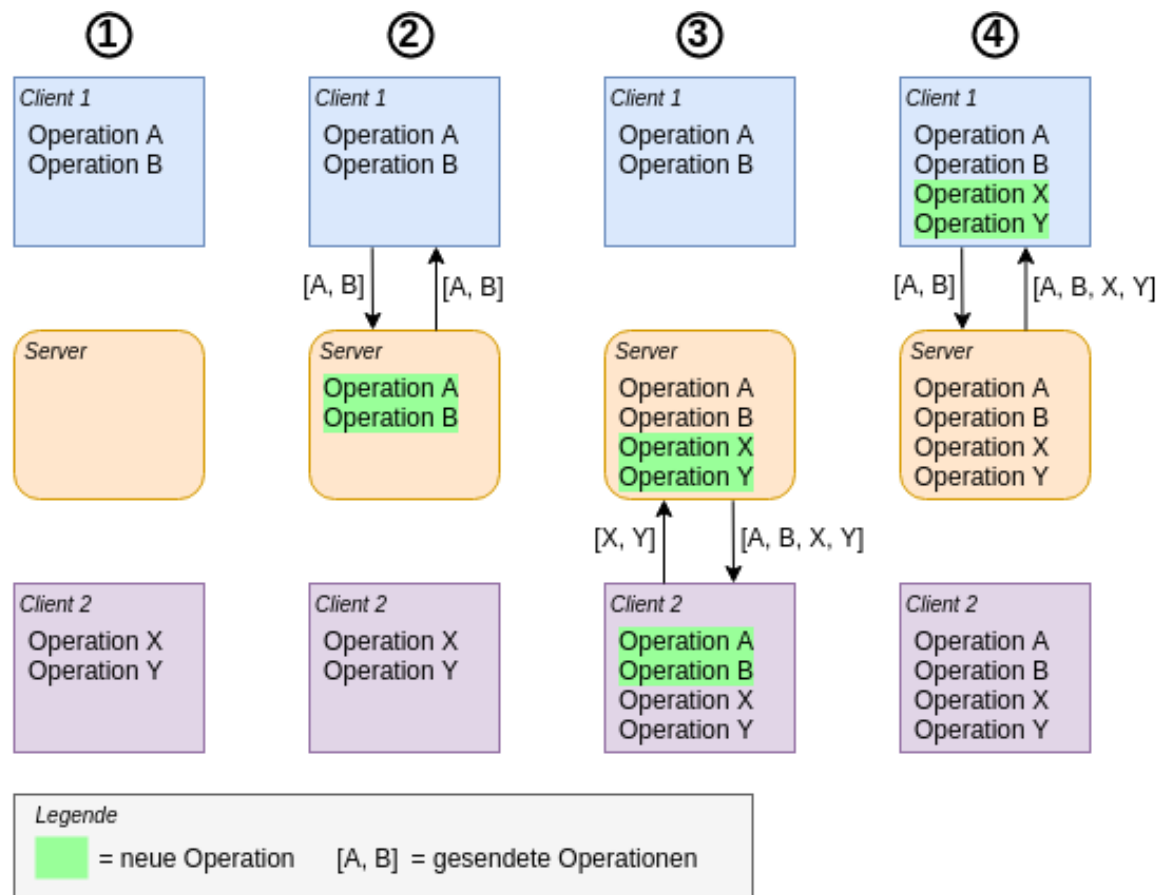 1
2
3
4
Client 1
Operation A
Operation B
Client 1
Operation A
Operation B
Client 1
Operation A
Operation B
Client 1
Operation A
Operation B
Operation X
Operation Y
[A, B]
[A, B]
[A, B]
[A, B, X, Y]
Server
Server
Operation A
Operation B
Server
Operation A
Operation B
Operation X
Operation Y
Server
Operation A
Operation B
Operation X
Operation Y
[X, Y]
[A, B, X, Y]
Client 2
Operation X
Operation Y
Client 2
Operation X
Operation Y
Client 2
Operation A
Operation B
Operation X
Operation Y
Client 2
Operation A
Operation B
Operation X
Operation Y
Legende
= neue Operation
[A, B] = gesendete Operationen